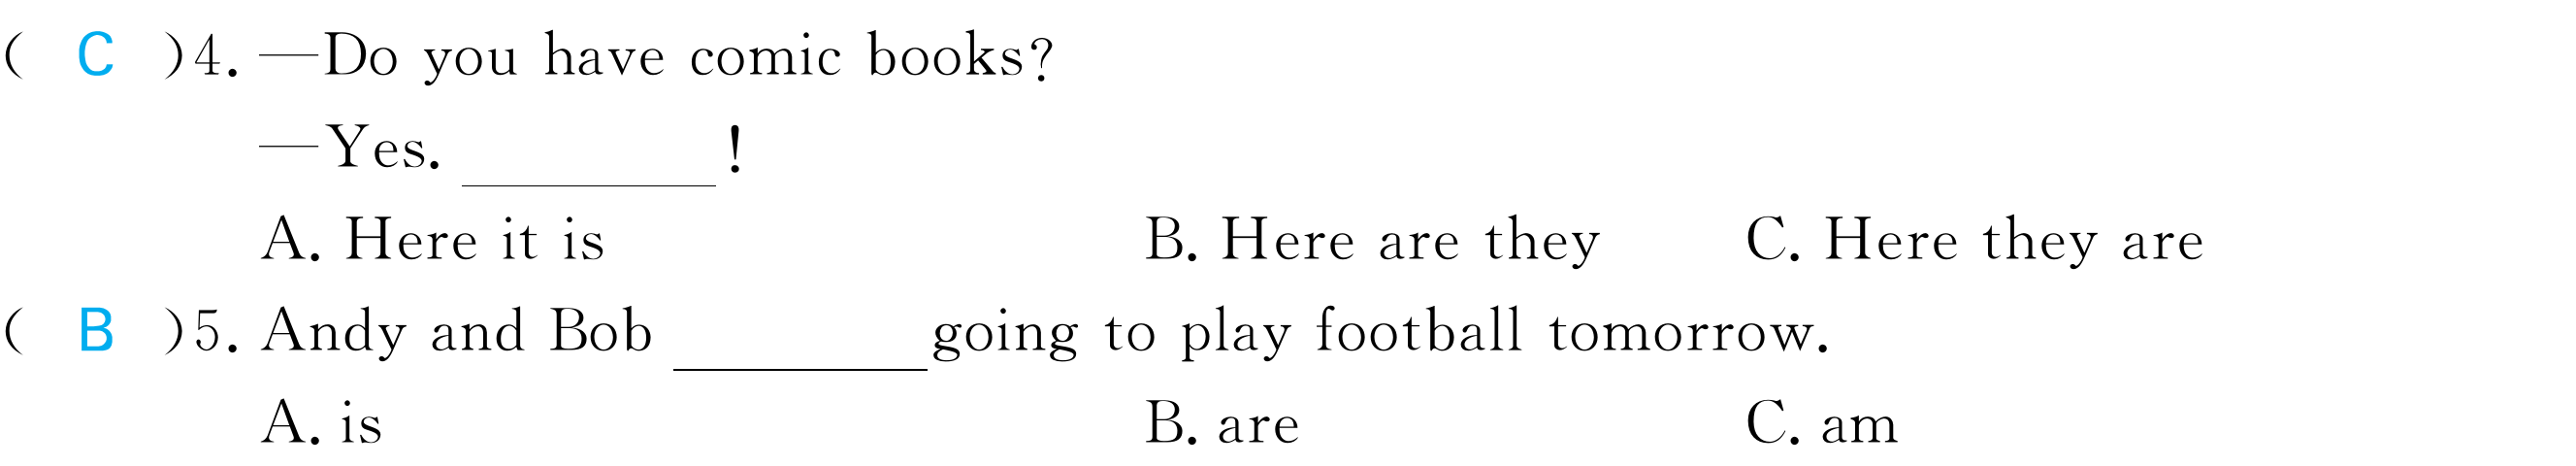 ( C )4. —Do you have comic books?
—Yes. ________!
A. Here it is B. Here are they C. Here they are
( B )5. Andy and Bob ________going to play football tomorrow.
A. is B. are C. am